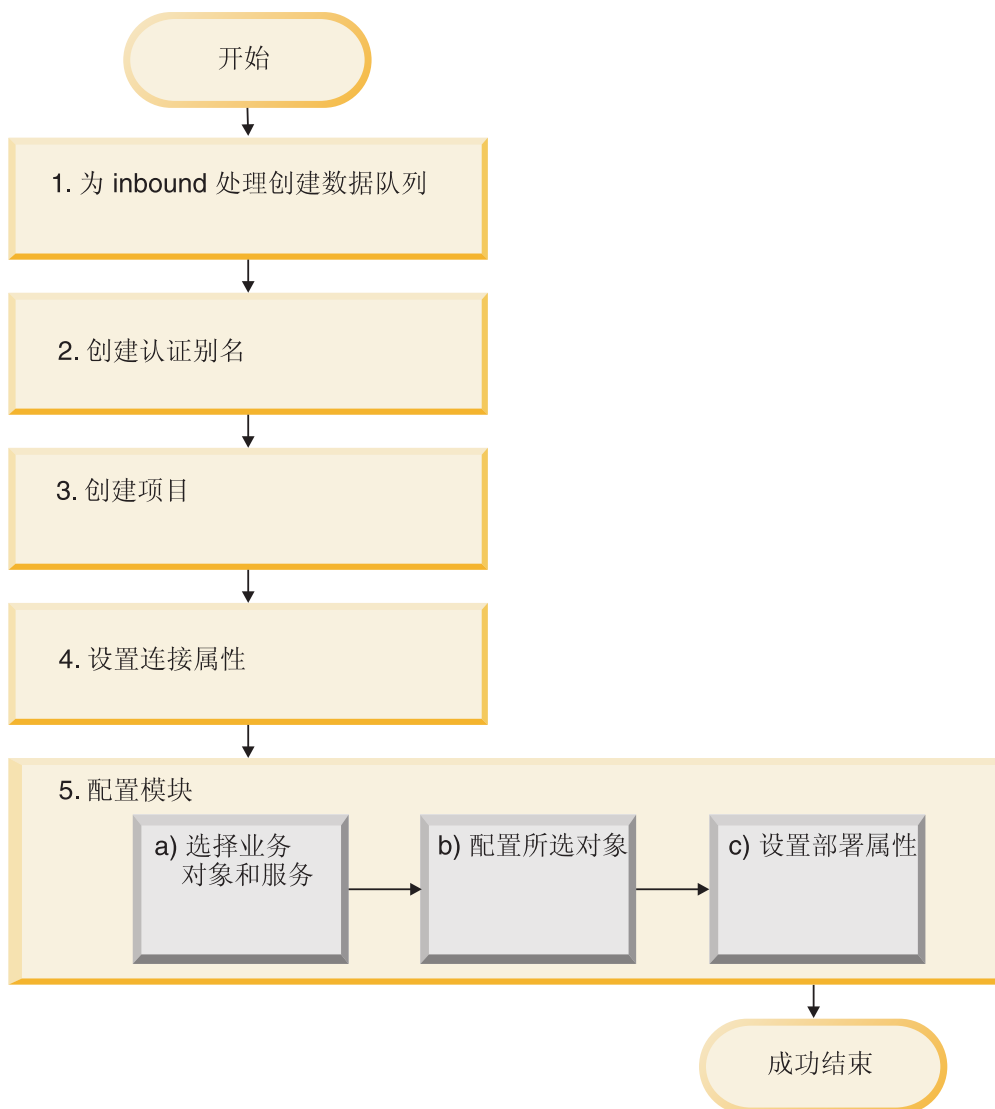 开始
1. 为 inbound 处理创建数据队列
2. 创建认证别名
3. 创建项目
4. 设置连接属性
5. 配置模块
a) 选择业务
对象和服务
b) 配置所选对象
c) 设置部署属性
成功结束